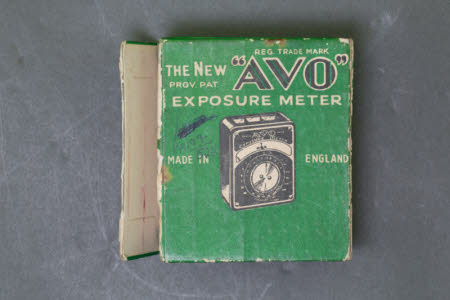 REG. TRADE MARK
THE NEW "AVO"
PROV. PAT
EXPOSURE METER
MADE IN ENGLAND